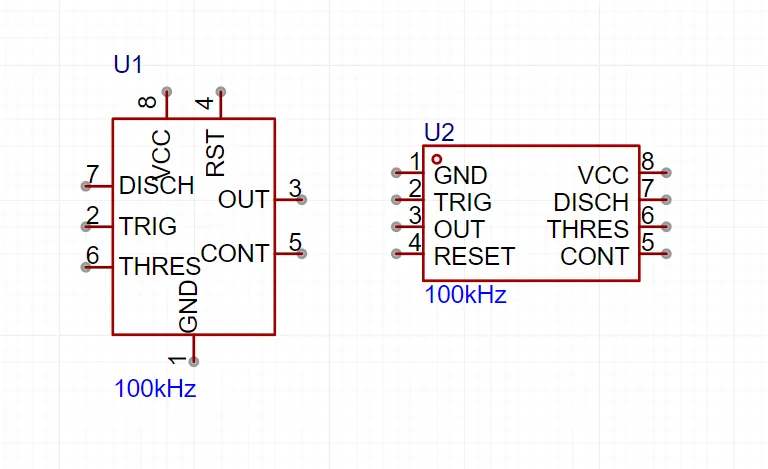 U1
8
4
VCC
RST
7
DISCH
OUT
3
2
TRIG
6
THRES
CONT
5
GND
1
100kHz
U2
1
GND
VCC
8
2
TRIG
DISCH
7
3
OUT
THRES
6
4
RESET
CONT
5
100kHz